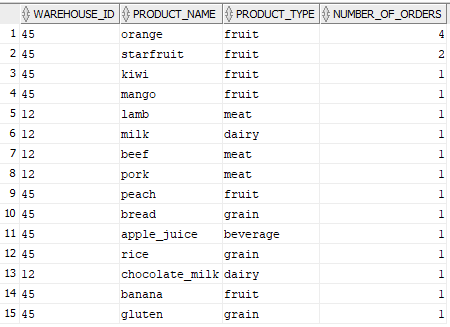 WAREHOUSE_ID PRODUCT_NAME PRODUCT_TYPE NUMBER_OF_ORDERS
1 45 orange fruit 4
2 45 starfruit fruit 2
3 45 kiwi fruit 1
4 45 mango fruit 1
5 12 lamb meat 1
6 12 milk dairy 1
7 12 beef meat 1
8 12 pork meat 1
9 45 peach fruit 1
10 45 bread grain 1
11 45 apple_juice beverage 1
12 45 rice grain 1
13 12 chocolate_milk dairy 1
14 45 banana fruit 1
15 45 gluten grain 1